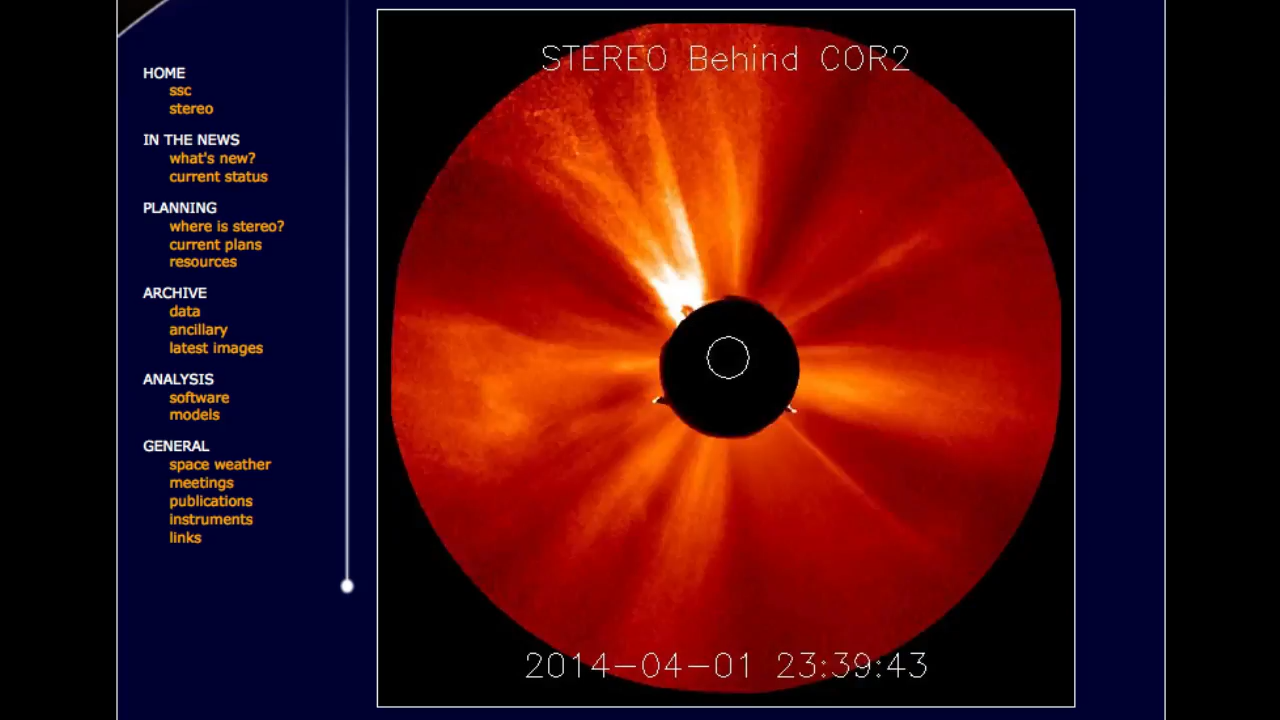 HOME
ssc
stereo
IN THE NEWS
what's new?
current status
PLANNING
where is stereo?
current plans
resources
ARCHIVE
data
ancillary
latest images
ANALYSIS
software
models
GENERAL
space weather
meetings
publications
instruments
links
STEREO Behind COR2
2014-04-01 23:39:43